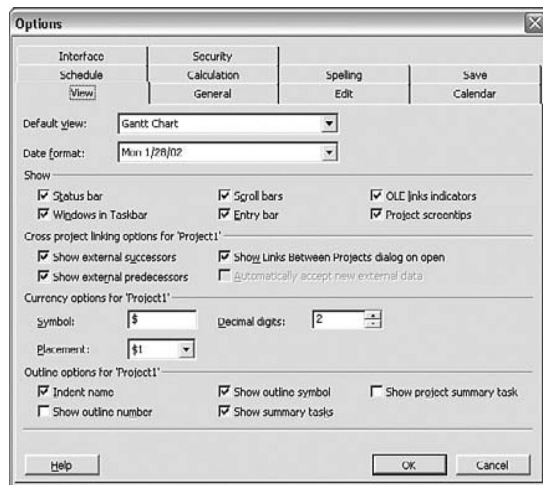 Options
Interface Security
Schedule Calculation Spelling Save
View General Edit Calendar
Default view: Gantt Chart
Date format: Mon 1/28/02
Show
Status bar Scroll bars OLE links indicators
Windows in Taskbar Entry bar Project screentips
Cross project linking options for 'Project1'
Show external successors Show Links Between Projects dialog on open
Show external predecessors Automatically accept new external data
Currency options for 'Project1'
Symbol: $ Decimal digits: 2
Placement: $1
Outline options for 'Project1'
Indent name Show outline symbol Show project summary task
Show outline number Show summary tasks
Help OK Cancel